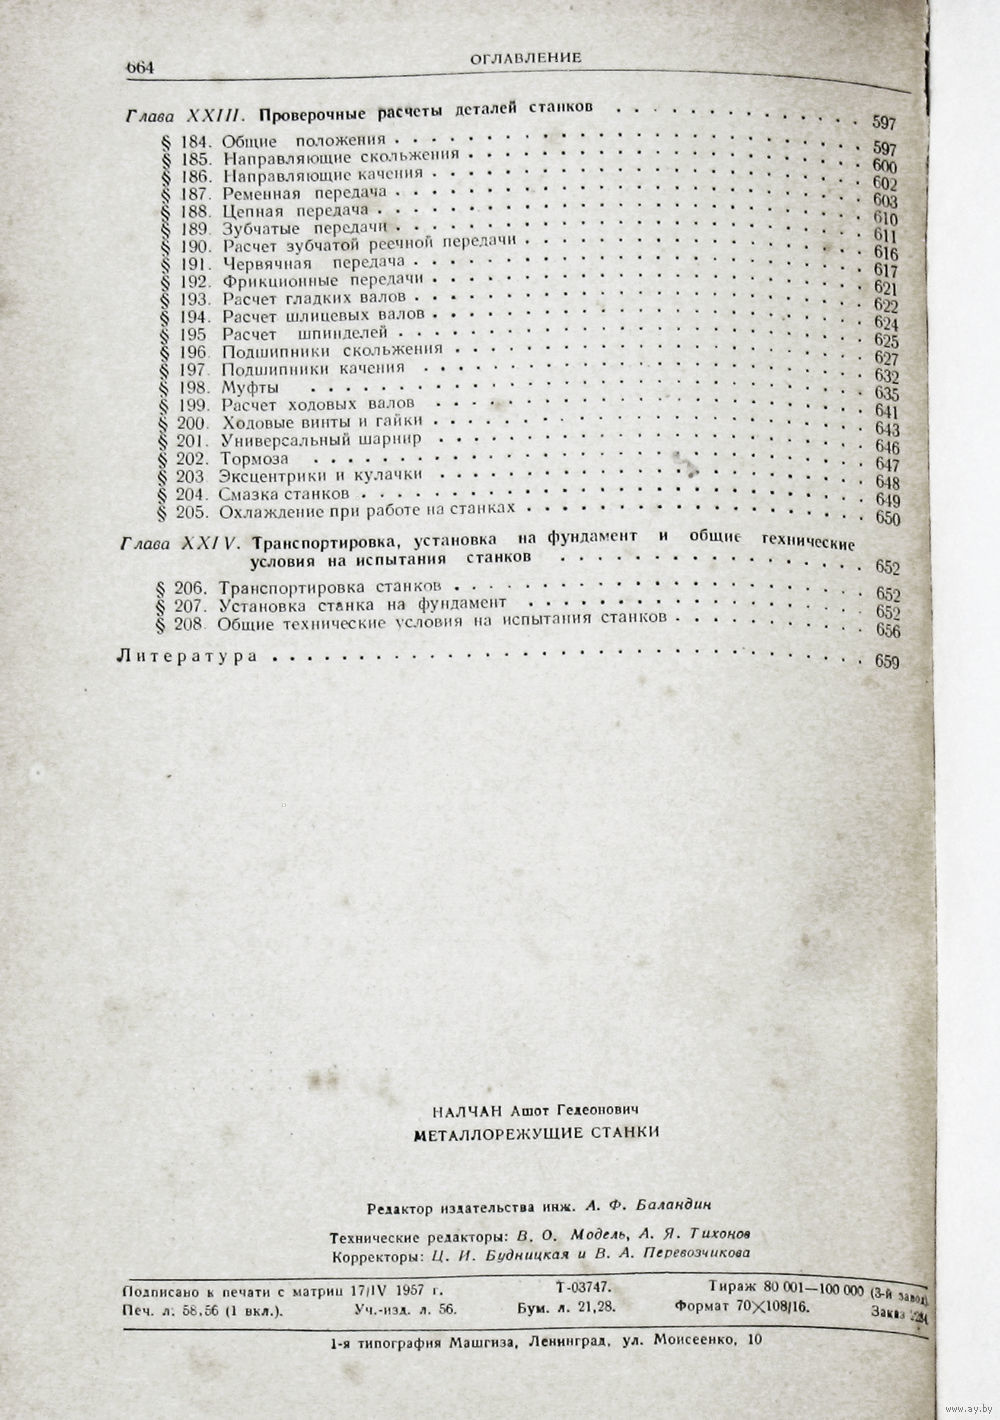 664
ОГЛАВЛЕНИЕ
Глава XXIII. Проверочные расчеты деталей станков . . . . . . . . . . . . . 597
§ 184. Общие положения . . . . . . . . . . . . . . . . . . . . . . . . . 597
§ 185. Направляющие скольжения . . . . . . . . . . . . . . . . . . . . . 600
§ 186. Направляющие качения . . . . . . . . . . . . . . . . . . . . . . . 602
§ 187. Ременная передача . . . . . . . . . . . . . . . . . . . . . . . . . 603
§ 188. Цепная передача . . . . . . . . . . . . . . . . . . . . . . . . . . 610
§ 189. Зубчатые передачи . . . . . . . . . . . . . . . . . . . . . . . . . 611
§ 190. Расчет зубчатой реечной передачи . . . . . . . . . . . . . . . . . . 616
§ 191. Червячная передача . . . . . . . . . . . . . . . . . . . . . . . . 617
§ 192. Фрикционные передачи . . . . . . . . . . . . . . . . . . . . . . . 621
§ 193. Расчет гладких валов . . . . . . . . . . . . . . . . . . . . . . . . 622
§ 194. Расчет шлицевых валов . . . . . . . . . . . . . . . . . . . . . . . 624
§ 195 Расчет шпинделей . . . . . . . . . . . . . . . . . . . . . . . . . 625
§ 196. Подшипники скольжения . . . . . . . . . . . . . . . . . . . . . . 627
§ 197. Подшипники качения . . . . . . . . . . . . . . . . . . . . . . . . 632
§ 198. Муфты . . . . . . . . . . . . . . . . . . . . . . . . . . . . . . 635
§ 199. Расчет ходовых валов . . . . . . . . . . . . . . . . . . . . . . . 641
§ 200. Ходовые винты и гайки . . . . . . . . . . . . . . . . . . . . . . . 643
§ 201. Универсальный шарнир . . . . . . . . . . . . . . . . . . . . . . . 646
§ 202. Тормоза . . . . . . . . . . . . . . . . . . . . . . . . . . . . . 647
§ 203 Эксцентрики и кулачки . . . . . . . . . . . . . . . . . . . . . . . 648
§ 204. Смазка станков . . . . . . . . . . . . . . . . . . . . . . . . . . 649
§ 205. Охлаждение при работе на станках . . . . . . . . . . . . . . . . . . 650
Глава XXIV. Транспортировка, установка на фундамент и общие технические
условия на испытания станков . . . . . . . . . . . . . . . . 652
§ 206. Транспортировка станков . . . . . . . . . . . . . . . . . . . . . . 652
§ 207. Установка станка на фундамент . . . . . . . . . . . . . . . . . . . 652
§ 208. Общие технические условия на испытания станков . . . . . . . . . . . 656
Литература . . . . . . . . . . . . . . . . . . . . . . . . . . . . . . . 659
НАЛЧАН Ашот Гедеонович
МЕТАЛЛОРЕЖУЩИЕ СТАНКИ
Редактор издательства инж. А. Ф. Баландин
Технические редакторы: В. О. Модель, А. Я. Тихонов
Корректоры: Ц. И. Будницкая и В. А. Перевозчикова
Подписано к печати с матриц 17/IV 1957 г. Т-03747. Тираж 80 001—100 000 (3-й завод).
Печ. л. 58,56 (1 вкл.). Уч.-изд. л. 56. Бум. л. 21,28. Формат 70×108/16. Заказ
1-я типография Машгиза, Ленинград, ул. Моисеенко, 10
www.ay.by